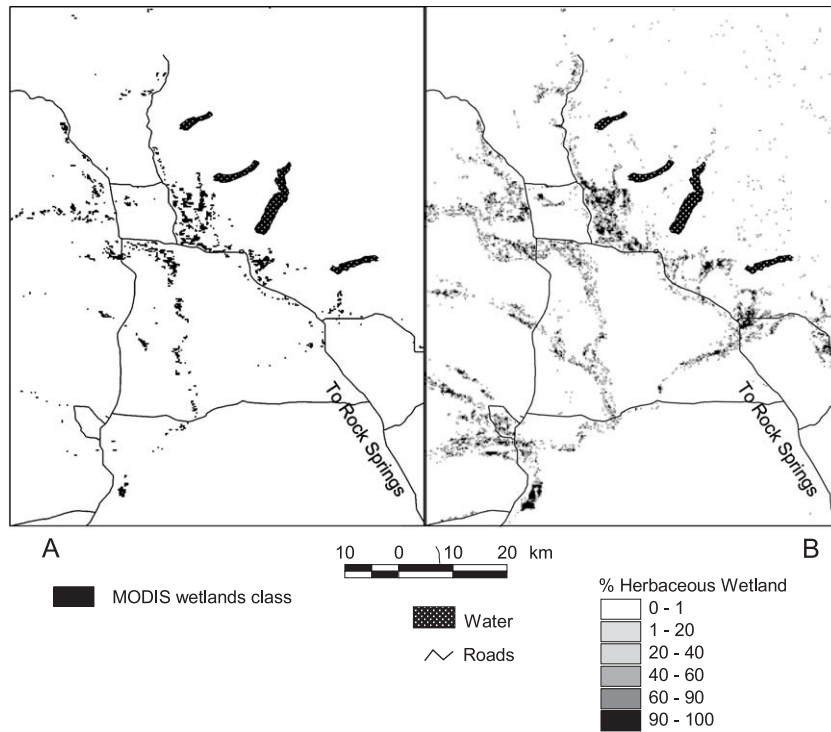 To Rock Springs
To Rock Springs
A
B
10 0 10 20 km
MODIS wetlands class
Water
Roads
% Herbaceous Wetland
0 - 1
1 - 20
20 - 40
40 - 60
60 - 90
90 - 100